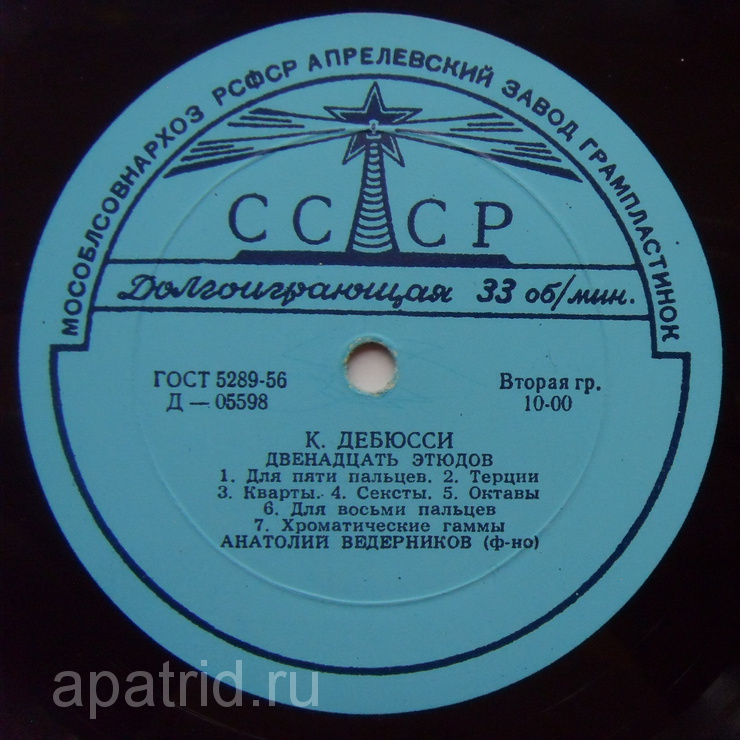 МОСОБЛСОВНАРХОЗ РСФСР АПРЕЛЕВСКИЙ ЗАВОД ГРАМПЛАСТИНОК
СССР
Долгоиграющая 33 об/мин.
ГОСТ 5289-56
Д — 05598
Вторая гр.
10-00
К. ДЕБЮССИ
ДВЕНАДЦАТЬ ЭТЮДОВ
1. Для пяти пальцев. 2. Терции
3. Кварты. 4. Сексты. 5. Октавы
6. Для восьми пальцев
7. Хроматические гаммы
АНАТОЛИЙ ВЕДЕРНИКОВ (ф-но)
apatrid.ru